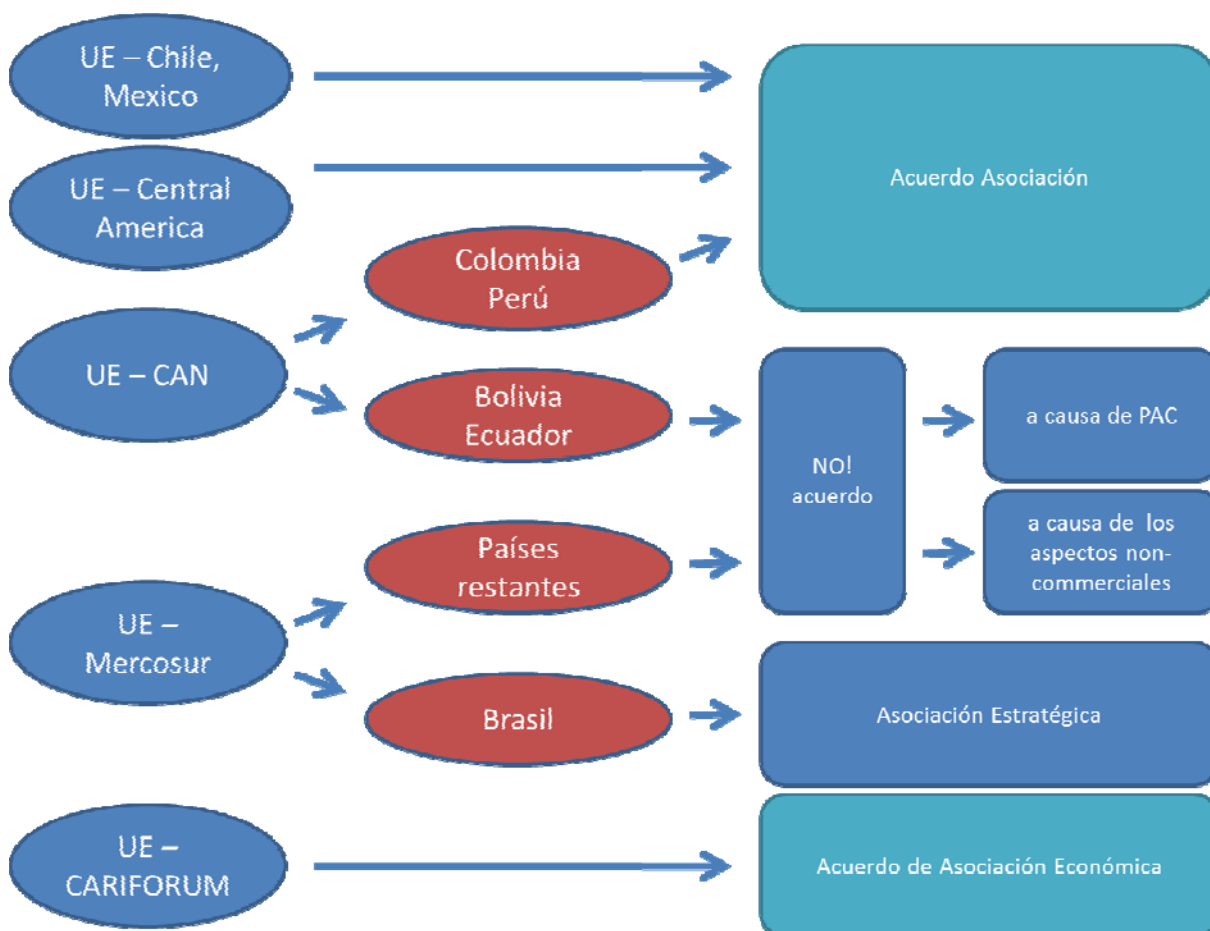 UE – Chile,
Mexico
UE – Central
America
Acuerdo Asociación
Colombia
Perú
UE – CAN
Bolivia
Ecuador
NO!
acuerdo
a causa de PAC
a causa de los
aspectos non-
commerciales
Países
restantes
UE –
Mercosur
Brasil
Asociación Estratégica
UE –
CARIFORUM
Acuerdo de Asociación Económica